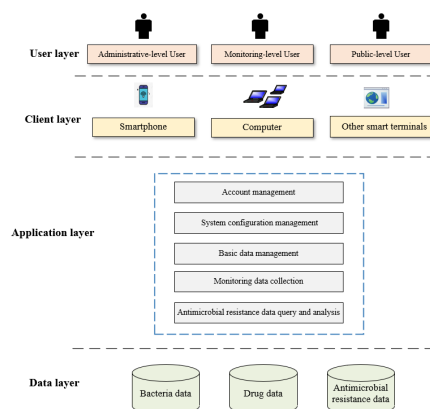 User layer
Administrative-level User
Monitoring-level User
Public-level User
Client layer
Smartphone
Computer
Other smart terminals
Application layer
Account management
System configuration management
Basic data management
Monitoring data collection
Antimicrobial resistance data query and analysis
Data layer
Bacteria data
Drug data
Antimicrobial
resistance data